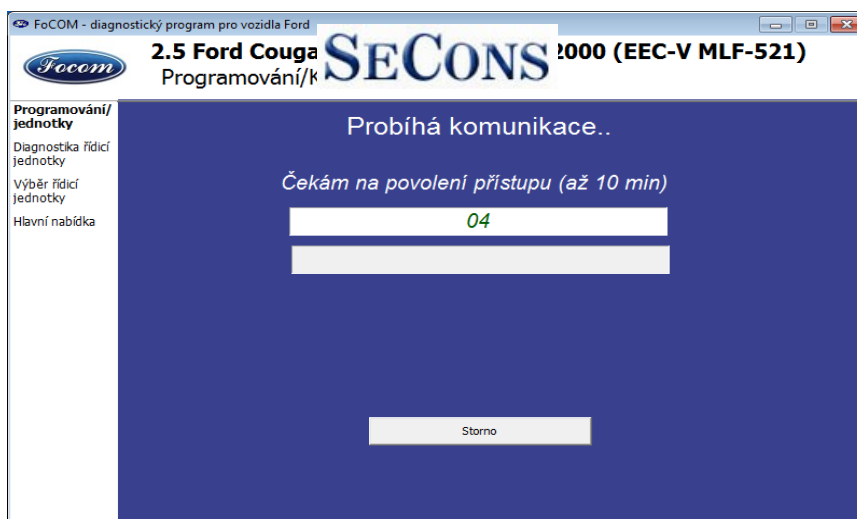 FoCOM - diagnostický program pro vozidla Ford
Focom
2.5 Ford Couga
2000 (EEC-V MLF-521)
Programování/K
SECONS
Programování/
jednotky
Diagnostika řídicí
jednotky
Výběr řídicí
jednotky
Hlavní nabídka
Probíhá komunikace..
Čekám na povolení přístupu (až 10 min)
04
Storno